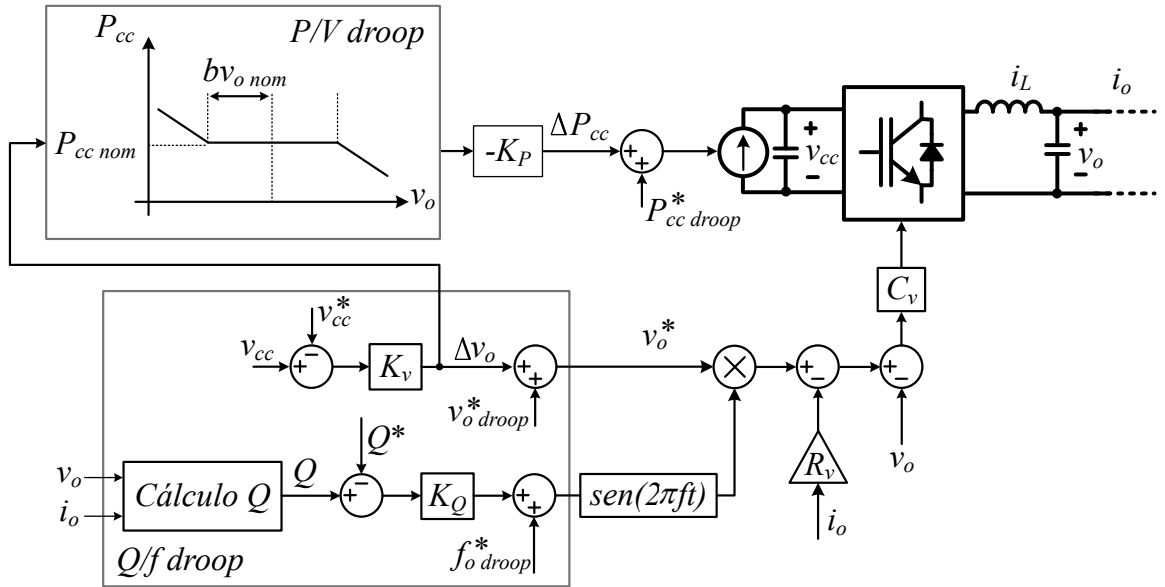 P/V droop
P_cc
bv_o nom
P_cc nom
v_o
-K_P
ΔP_cc
+
+
P*_cc droop
+
v_cc
−
i_L
i_o
+
v_o
−
C_v
v*_cc
v_cc
−
+
K_v
Δv_o
+
+
v*_o droop
v*_o
×
+
−
+
−
v_o
R_v
i_o
Q*
v_o
i_o
Cálculo Q
Q
+
−
K_Q
+
+
f*_o droop
sen(2πft)
Q/f droop